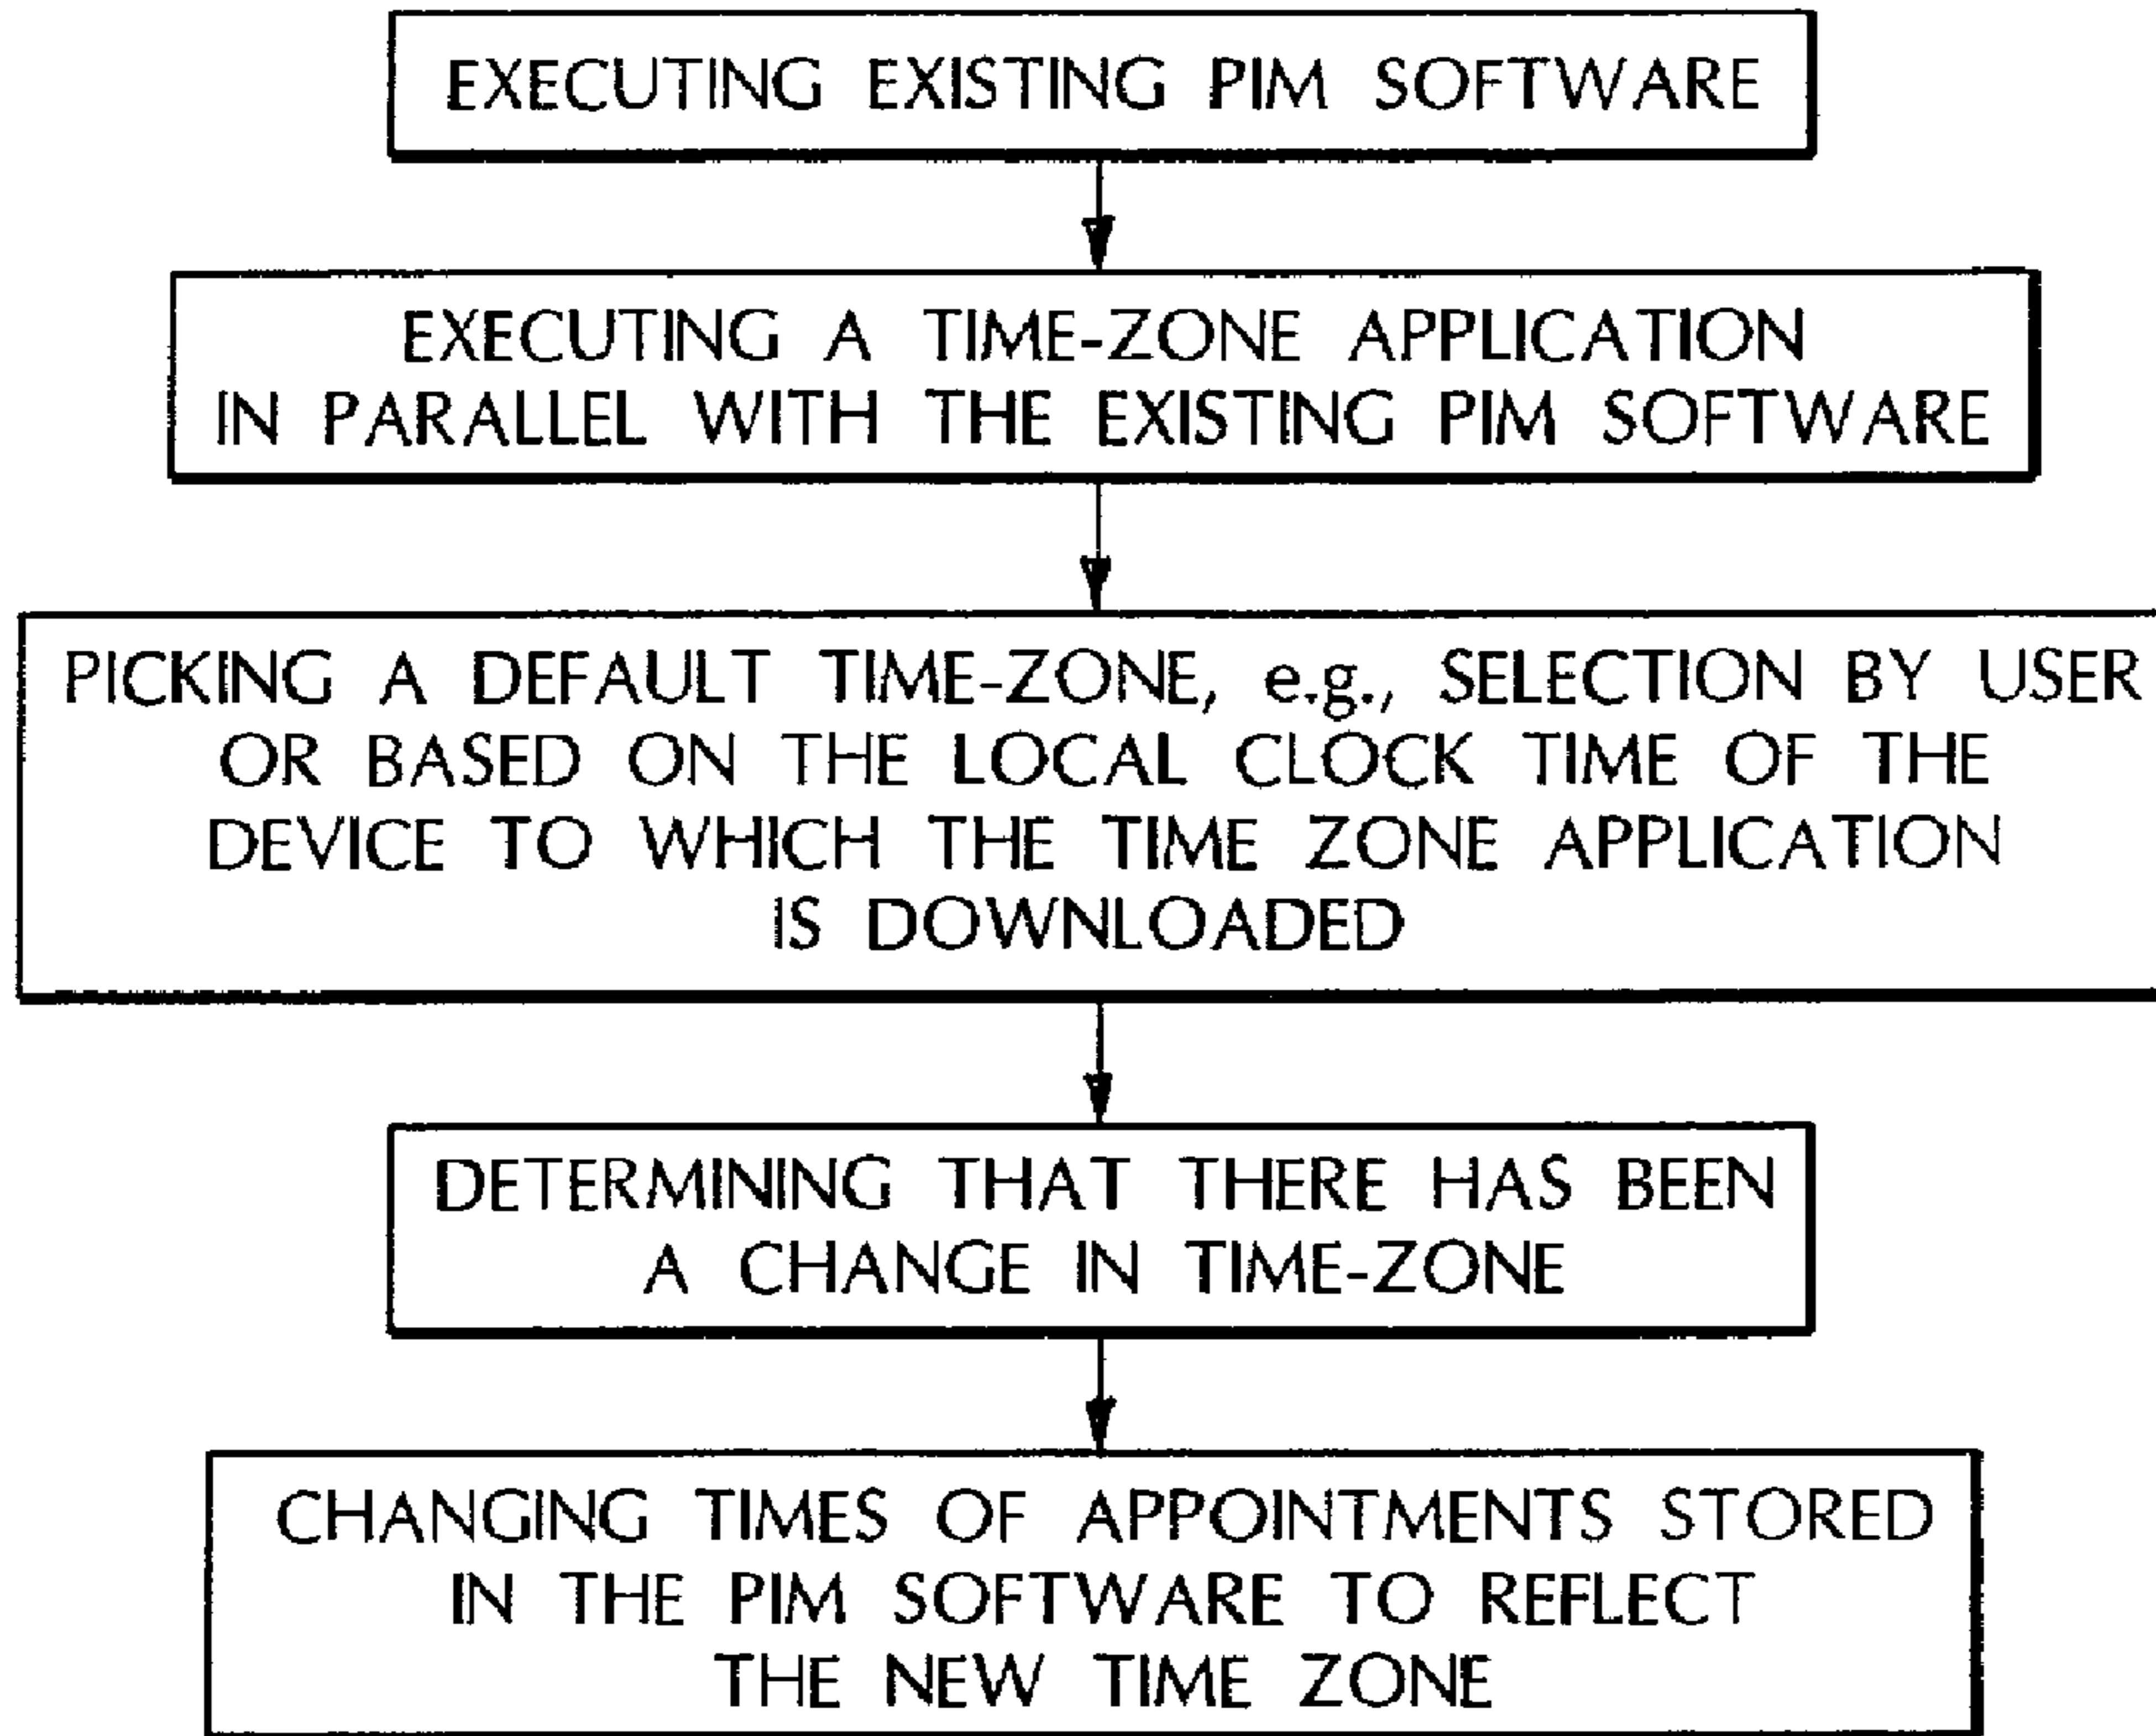 EXECUTING EXISTING PIM SOFTWARE
EXECUTING A TIME-ZONE APPLICATION
IN PARALLEL WITH THE EXISTING PIM SOFTWARE
PICKING A DEFAULT TIME-ZONE, e.g., SELECTION BY USER
OR BASED ON THE LOCAL CLOCK TIME OF THE
DEVICE TO WHICH THE TIME ZONE APPLICATION
IS DOWNLOADED
DETERMINING THAT THERE HAS BEEN
A CHANGE IN TIME-ZONE
CHANGING TIMES OF APPOINTMENTS STORED
IN THE PIM SOFTWARE TO REFLECT
THE NEW TIME ZONE